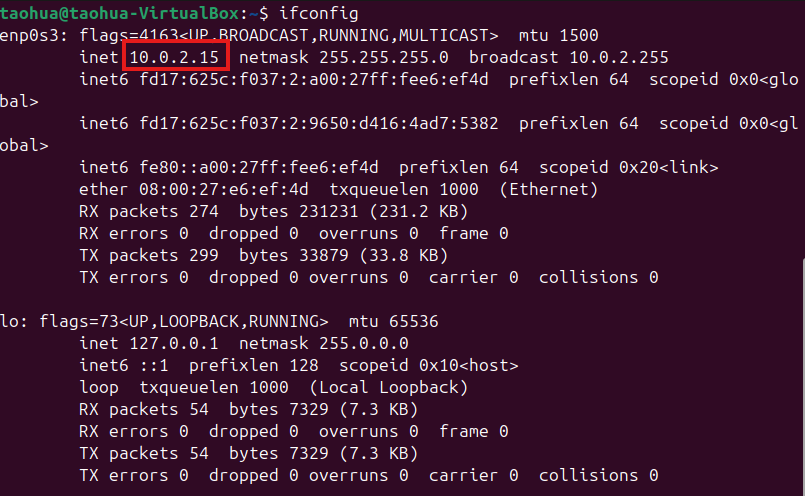 taohua@taohua-VirtualBox:~$ ifconfig
enp0s3: flags=4163<UP,BROADCAST,RUNNING,MULTICAST>  mtu 1500
        inet 10.0.2.15  netmask 255.255.255.0  broadcast 10.0.2.255
        inet6 fd17:625c:f037:2:a00:27ff:fee6:ef4d  prefixlen 64  scopeid 0x0<glo
bal>
        inet6 fd17:625c:f037:2:9650:d416:4ad7:5382  prefixlen 64  scopeid 0x0<gl
obal>
        inet6 fe80::a00:27ff:fee6:ef4d  prefixlen 64  scopeid 0x20<link>
        ether 08:00:27:e6:ef:4d  txqueuelen 1000  (Ethernet)
        RX packets 274  bytes 231231 (231.2 KB)
        RX errors 0  dropped 0  overruns 0  frame 0
        TX packets 299  bytes 33879 (33.8 KB)
        TX errors 0  dropped 0 overruns 0  carrier 0  collisions 0
lo: flags=73<UP,LOOPBACK,RUNNING>  mtu 65536
        inet 127.0.0.1  netmask 255.0.0.0
        inet6 ::1  prefixlen 128  scopeid 0x10<host>
        loop  txqueuelen 1000  (Local Loopback)
        RX packets 54  bytes 7329 (7.3 KB)
        RX errors 0  dropped 0  overruns 0  frame 0
        TX packets 54  bytes 7329 (7.3 KB)
        TX errors 0  dropped 0 overruns 0  carrier 0  collisions 0